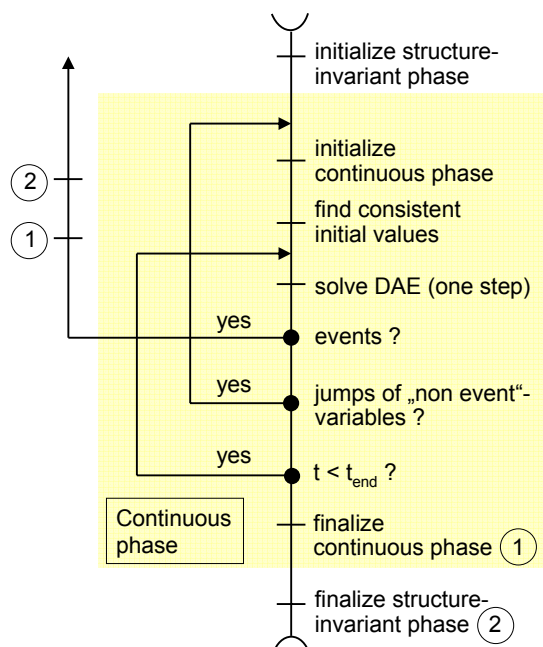 initialize structure-
invariant phase
initialize
continuous phase
2
find consistent
initial values
1
solve DAE (one step)
yes
events ?
yes
jumps of „non event“-
variables ?
yes
t < tend ?
Continuous
phase
finalize
continuous phase 1
finalize structure-
invariant phase 2